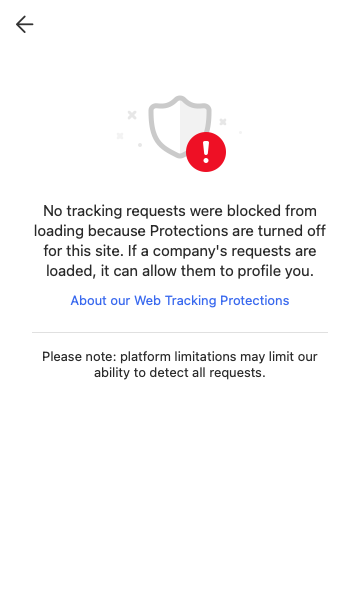 No tracking requests were blocked from
loading because Protections are turned off
for this site. If a company's requests are
loaded, it can allow them to profile you.
About our Web Tracking Protections
Please note: platform limitations may limit our
ability to detect all requests.